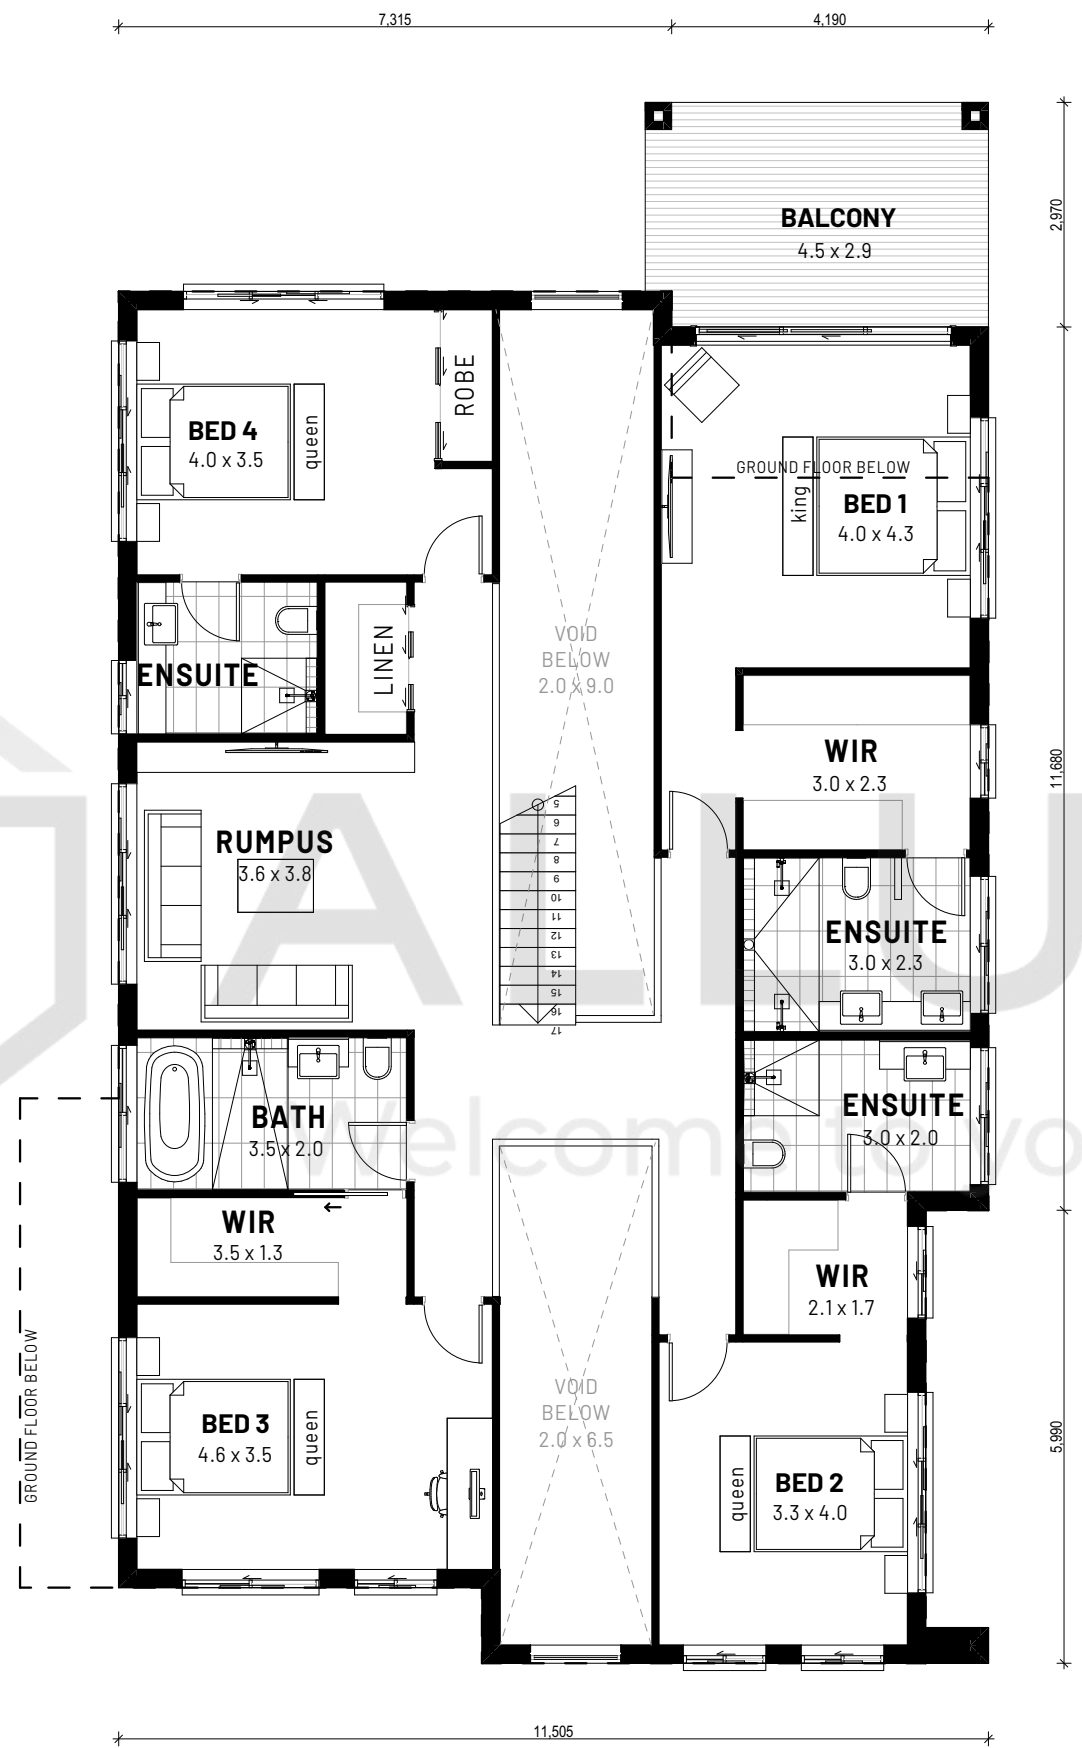 7,315
4,190
BALCONY
4.5 x 2.9
2,970
ROBE
BED 4
4.0 x 3.5
queen
GROUND FLOOR BELOW
king
BED 1
4.0 x 4.3
VOID
BELOW
2.0 x 9.0
ENSUITE
LINEN
WIR
3.0 x 2.3
11,680
RUMPUS
3.6 x 3.8
5
6
7
8
9
10
11
12
13
14
15
16
17
ALLU
ENSUITE
3.0 x 2.3
BATH
3.5 x 2.0
ENSUITE
3.0 x 2.0
Welcome to yo
WIR
3.5 x 1.3
WIR
2.1 x 1.7
GROUND FLOOR BELOW
VOID
BELOW
2.0 x 6.5
BED 3
4.6 x 3.5
queen
queen
BED 2
3.3 x 4.0
5,990
11,505